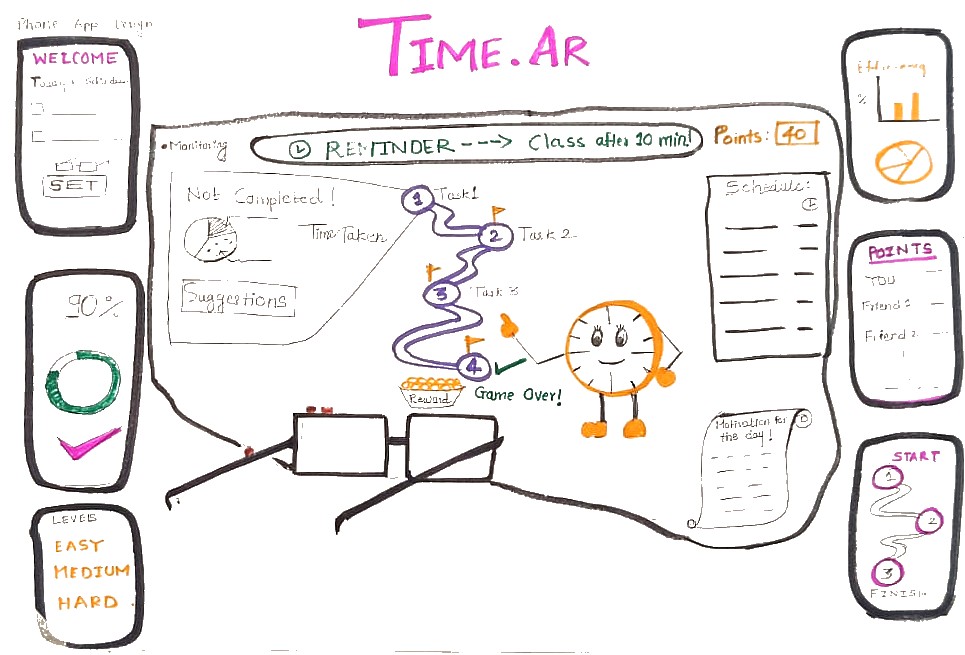 Phone App Design
TIME.AR
WELCOME
Today's Schedule
SET
90%
LEVELS
EASY
MEDIUM
HARD.
• Monitoring
REMINDER ---> Class after 10 min!
Points: 40
Not Completed!
Time Taken
Suggestions
1 Task1
2 Task 2
3 Task 3
4
Reward
Game Over!
Schedule:
Motivation for
the day!
Efficiency
%
POINTS
YOU
Friend 1
Friend 2
START
1
2
3
FINISH